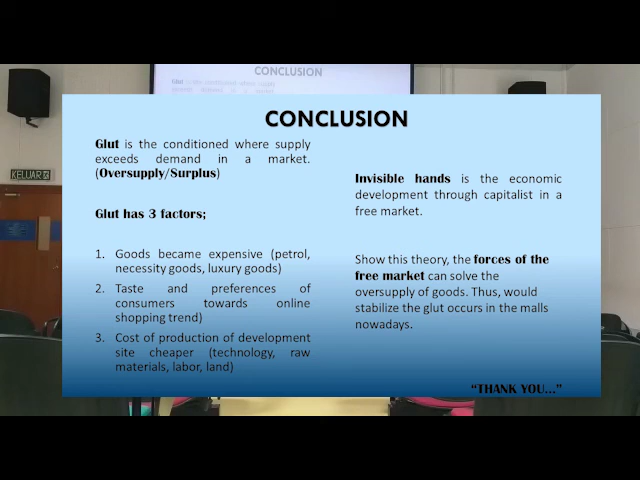 CONCLUSION
KELUAR
CONCLUSION
Glut is the conditioned where supply
exceeds demand in a market.
(Oversupply/Surplus)
Glut has 3 factors;
1. Goods became expensive (petrol,
necessity goods, luxury goods)
2. Taste and preferences of
consumers towards online
shopping trend)
3. Cost of production of development
site cheaper (technology, raw
materials, labor, land)
Invisible hands is the economic
development through capitalist in a
free market.
Show this theory, the forces of the
free market can solve the
oversupply of goods. Thus, would
stabilize the glut occurs in the malls
nowadays.
“THANK YOU...”